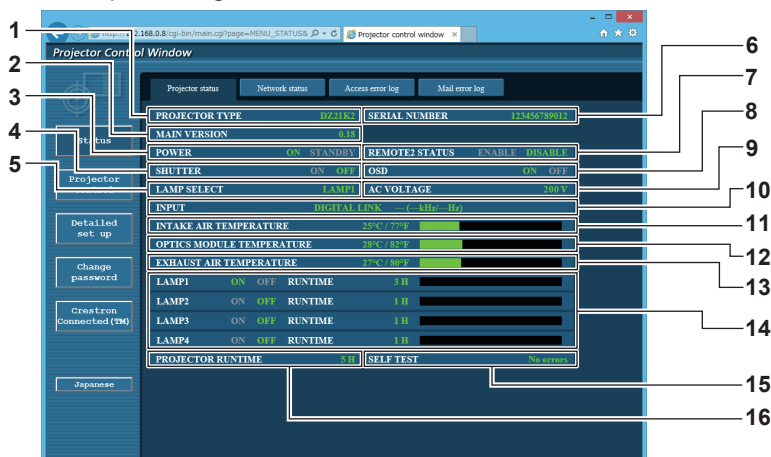 http://192.168.0.8/cgi-bin/main.cgi?page=MENU_STATUS&
Projector control window
Projector Control Window
Projector status
Network status
Access error log
Mail error log
Status
Projector
control
Detailed
set up
Change
password
Crestron
Connected(TM)
Japanese
PROJECTOR TYPE DZ21K2 SERIAL NUMBER 123456789012
MAIN VERSION 0.18
POWER ON STANDBY REMOTE2 STATUS ENABLE DISABLE
SHUTTER ON OFF OSD ON OFF
LAMP SELECT LAMP1 AC VOLTAGE 200 V
INPUT DIGITAL LINK — (—kHz/—Hz)
INTAKE AIR TEMPERATURE 25°C / 77°F
OPTICS MODULE TEMPERATURE 28°C / 82°F
EXHAUST AIR TEMPERATURE 27°C / 80°F
LAMP1 ON OFF RUNTIME 3 H
LAMP2 ON OFF RUNTIME 1 H
LAMP3 ON OFF RUNTIME 1 H
LAMP4 ON OFF RUNTIME 1 H
PROJECTOR RUNTIME 5 H SELF TEST No errors
1
2
3
4
5
6
7
8
9
10
11
12
13
14
15
16